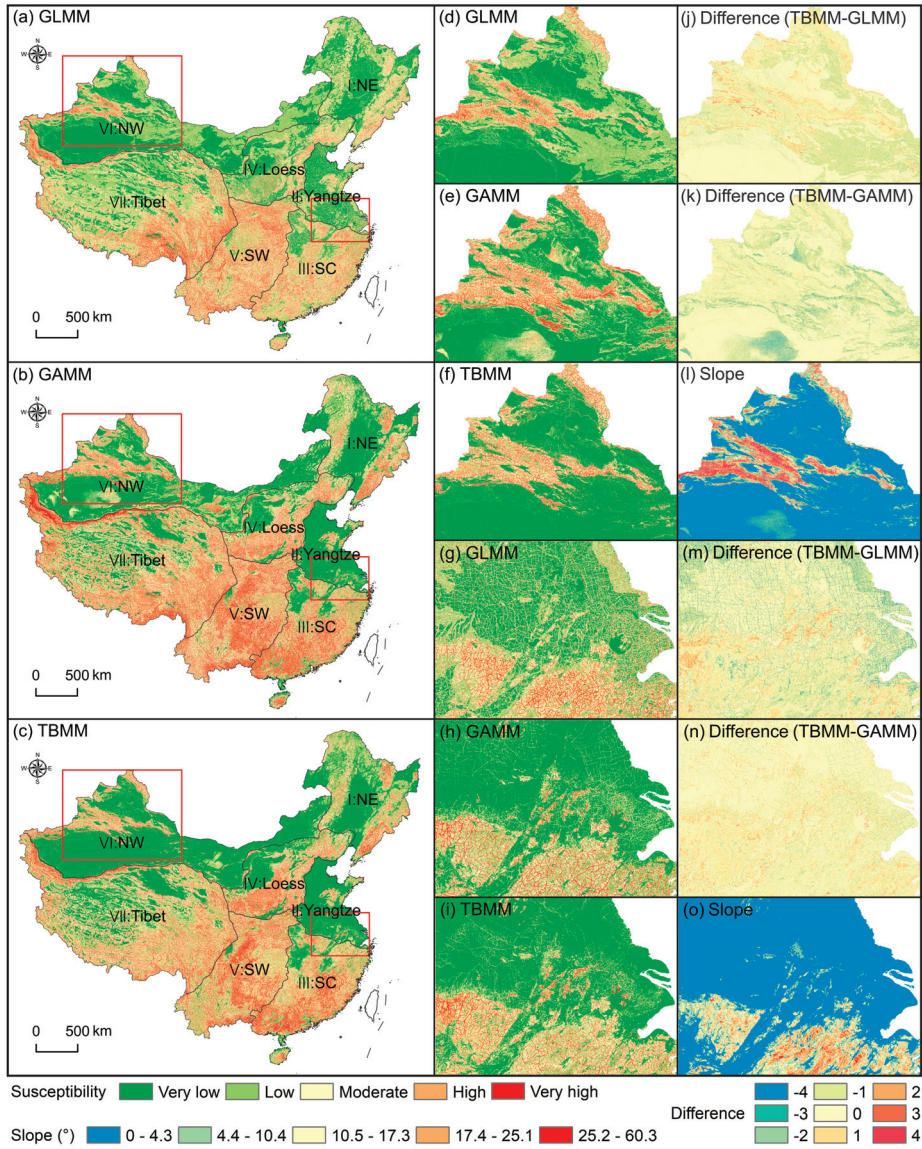 (a) GLMM
N
W E
S
I:NE
VI:NW
IV:Loess
II:Yangtze
VII:Tibet
V:SW
III:SC
0 500 km
(b) GAMM
N
W E
S
I:NE
VI:NW
IV:Loess
II:Yangtze
VII:Tibet
V:SW
III:SC
0 500 km
(c) TBMM
N
W E
S
I:NE
VI:NW
IV:Loess
II:Yangtze
VII:Tibet
V:SW
III:SC
0 500 km
(d) GLMM
(j) Difference (TBMM-GLMM)
(e) GAMM
(k) Difference (TBMM-GAMM)
(f) TBMM
(l) Slope
(g) GLMM
(m) Difference (TBMM-GLMM)
(h) GAMM
(n) Difference (TBMM-GAMM)
(i) TBMM
(o) Slope
Susceptibility Very low Low Moderate High Very high
Slope (°) 0 - 4.3 4.4 - 10.4 10.5 - 17.3 17.4 - 25.1 25.2 - 60.3
Difference
-4 -1 2
-3 0 3
-2 1 4